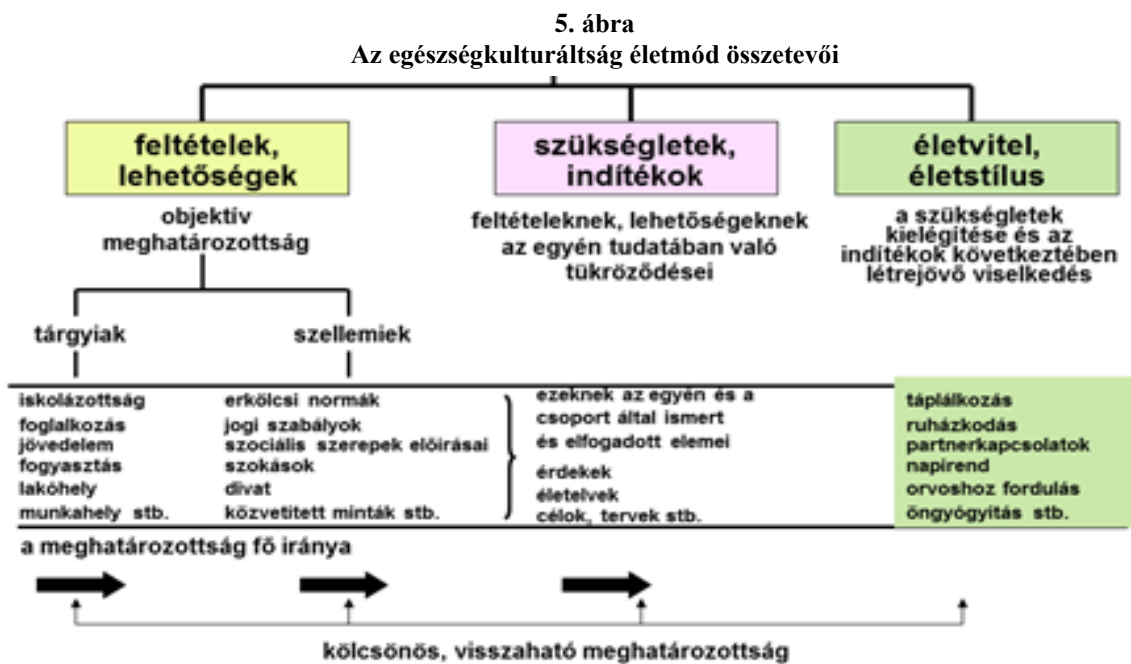 5. ábra
Az egészségkulturáltság életmód összetevői
feltételek,
lehetőségek
objektív
meghatározottság
szükségletek,
indítékok
feltételeknek, lehetőségeknek
az egyén tudatában való
tükröződései
életvitel,
életstílus
a szükségletek
kielégítése és az
indítékok következtében
létrejövő viselkedés
tárgyiak
szellemiek
iskolázottság
foglalkozás
jövedelem
fogyasztás
lakóhely
munkahely stb.
erkölcsi normák
jogi szabályok
szociális szerepek előírásai
szokások
divat
közvetített minták stb.
ezeknek az egyén és a
csoport által ismert
és elfogadott elemei
érdekek
életelvek
célok, tervek stb.
táplálkozás
ruházkodás
partnerkapcsolatok
napirend
orvoshoz fordulás
öngyógyítás stb.
a meghatározottság fő iránya
kölcsönös, visszaható meghatározottság